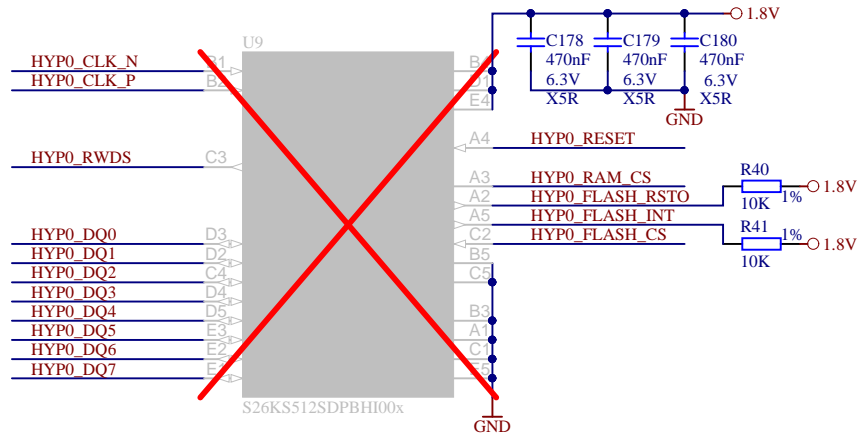 U9
HYP0_CLK_N
B1
HYP0_CLK_P
B2
HYP0_RWDS
C3
HYP0_DQ0
D3
HYP0_DQ1
D2
HYP0_DQ2
C4
HYP0_DQ3
D4
HYP0_DQ4
D5
HYP0_DQ5
E3
HYP0_DQ6
E2
HYP0_DQ7
S26KS512SDPBHI00x
E4
A4
HYP0_RESET
A3
HYP0_RAM_CS
A2
HYP0_FLASH_RSTO
A5
HYP0_FLASH_INT
C2
HYP0_FLASH_CS
B5
C5
B3
A1
C1
E5
GND
1.8V
C178
470nF
6.3V
X5R
C179
470nF
6.3V
X5R
C180
470nF
6.3V
X5R
GND
R40
10K
1%
1.8V
R41
10K
1%
1.8V